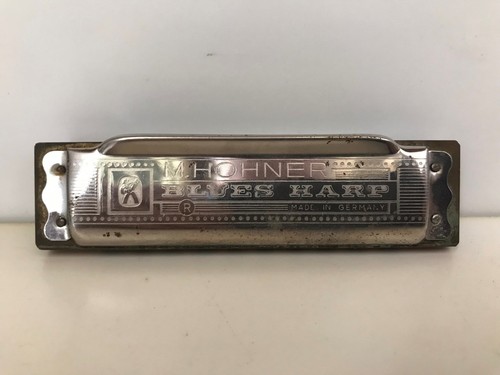 M. HOHNER
BLUES HARP
® MADE IN GERMANY